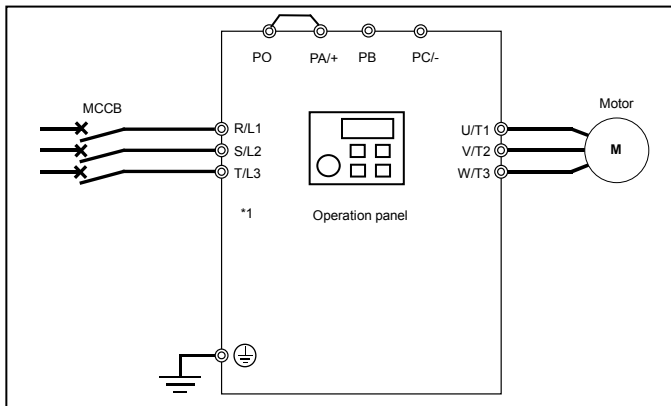 PO PA/+ PB PC/-
MCCB
R/L1
S/L2
T/L3
*1
Operation panel
U/T1
V/T2
W/T3
Motor
M